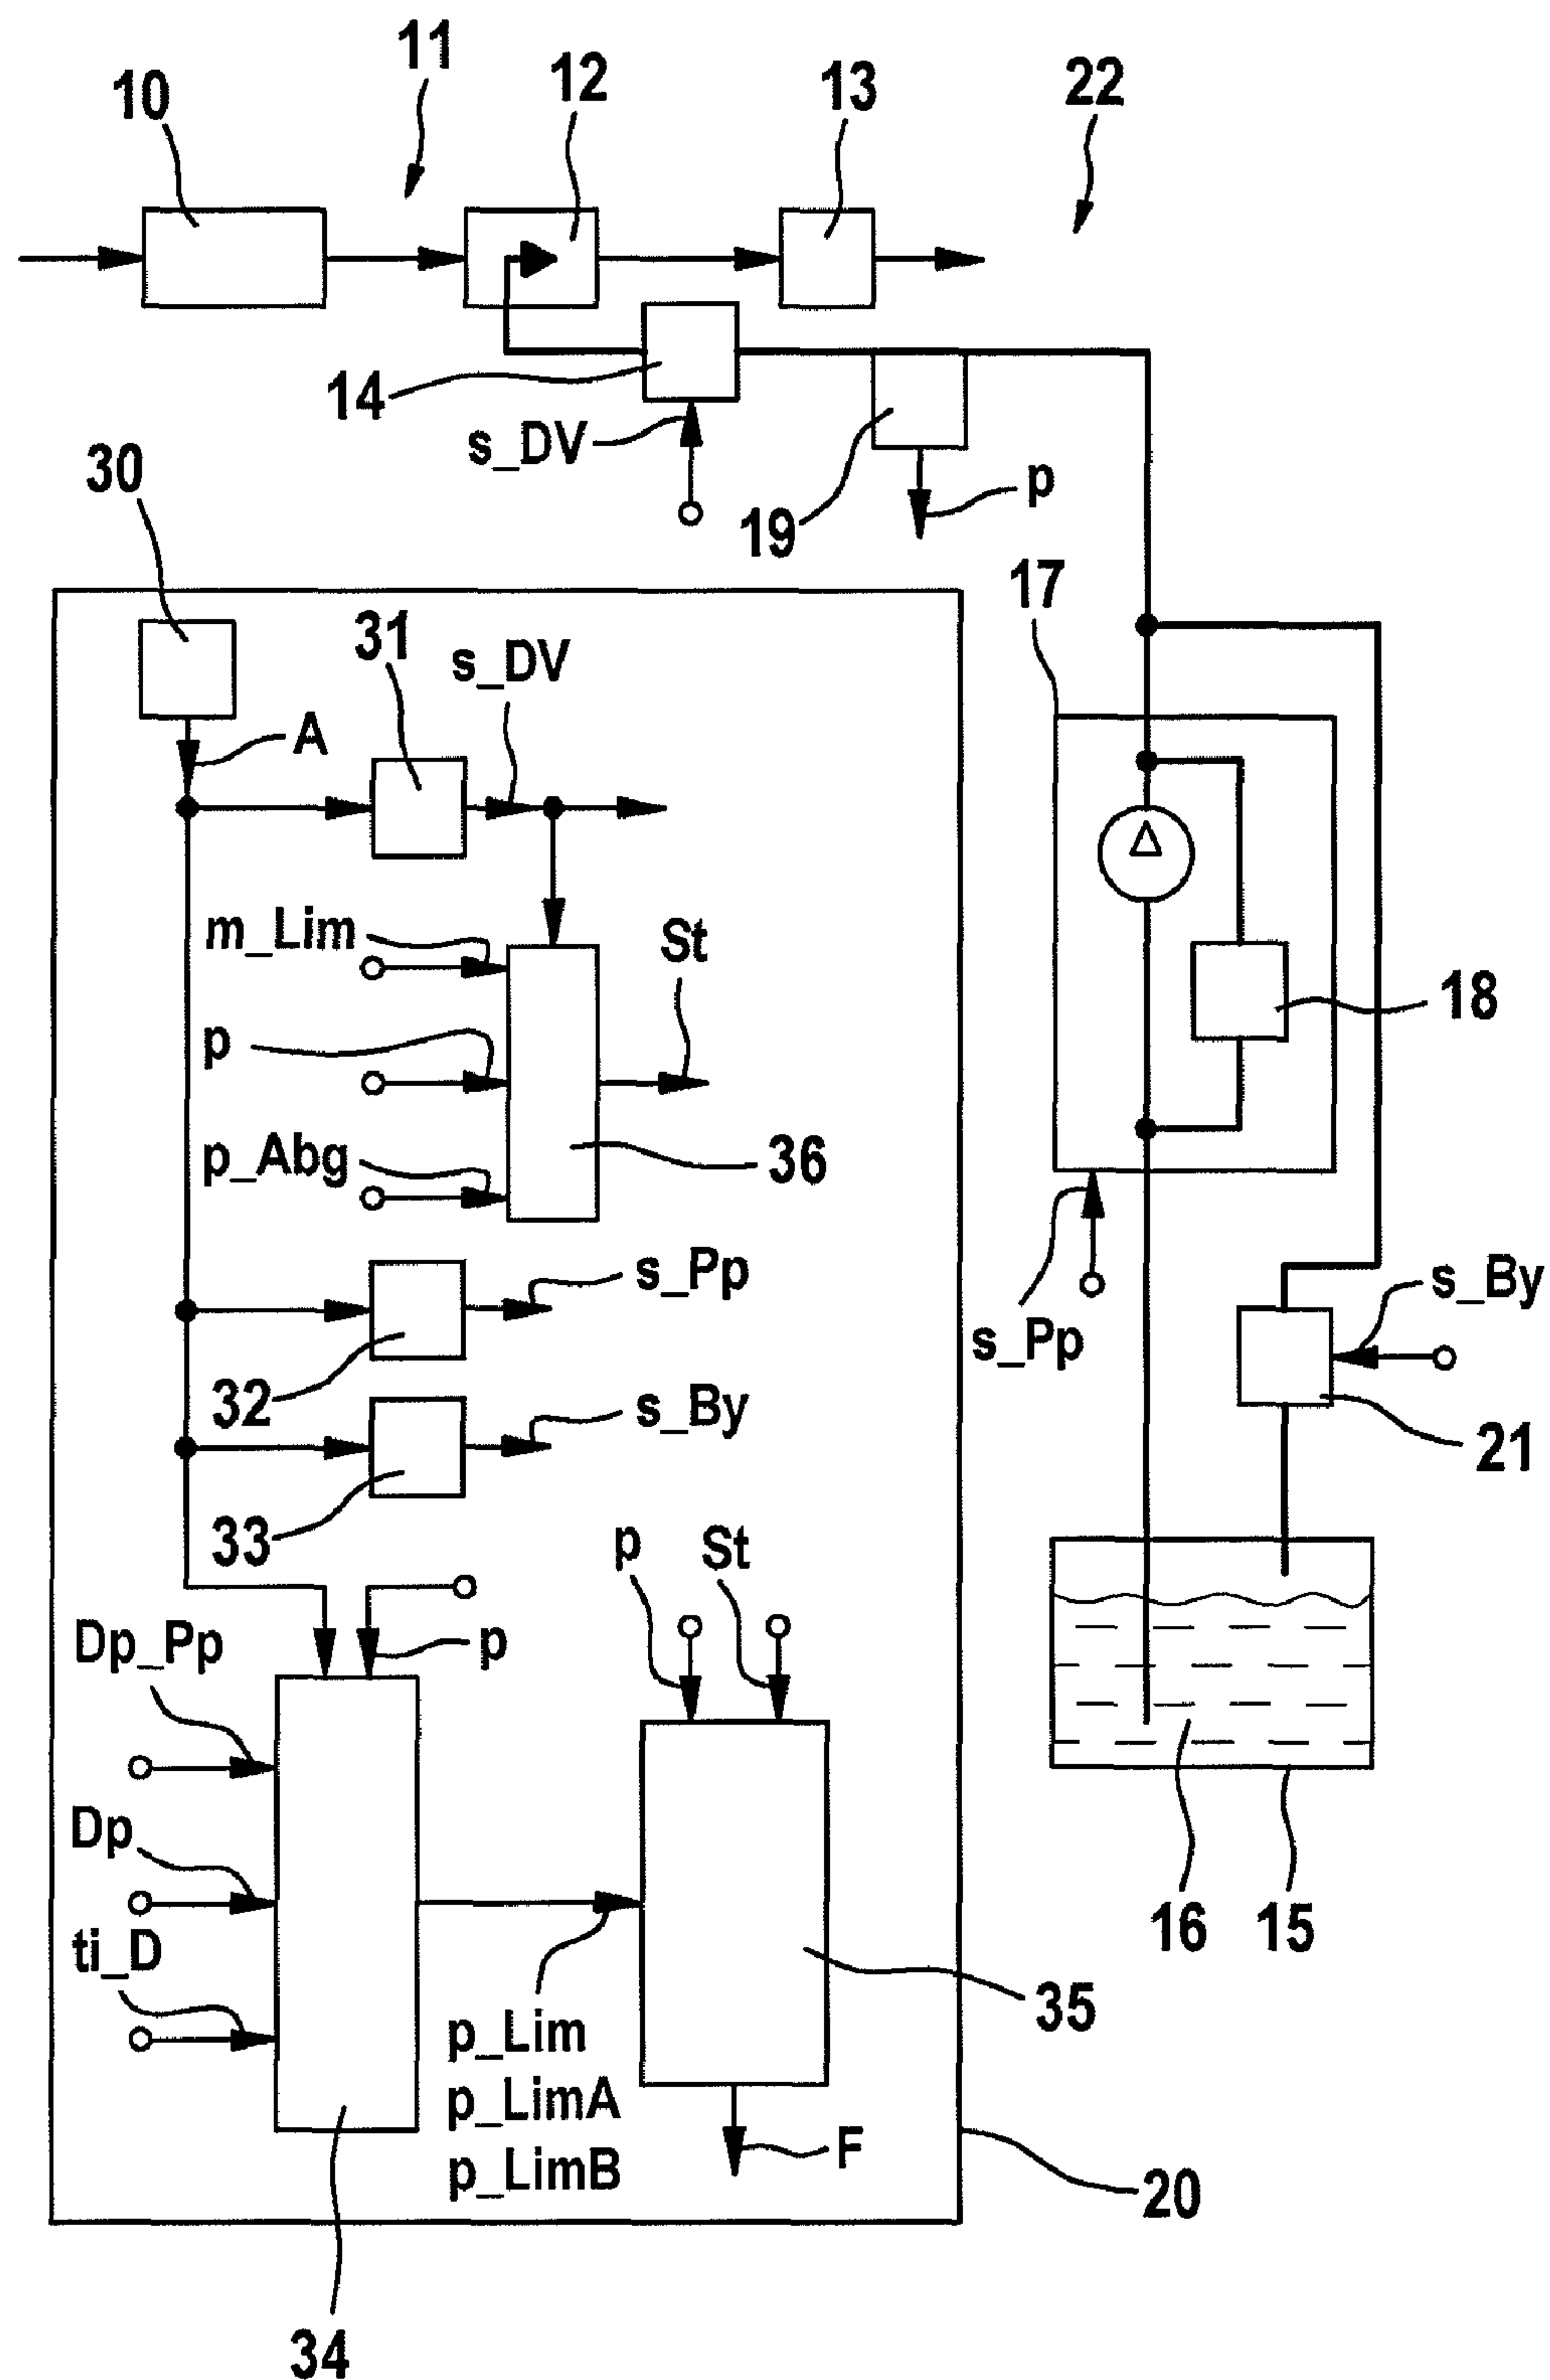 11
10
12
13
22
14
s_DV
19
p
30
31
s_DV
17
A
m_Lim
St
18
p
p_Abg
36
s_Pp
s_By
s_Pp
32
s_By
21
33
p
St
Dp_Pp
p
Dp
16
15
ti_D
35
p_Lim
p_LimA
p_LimB
F
20
34